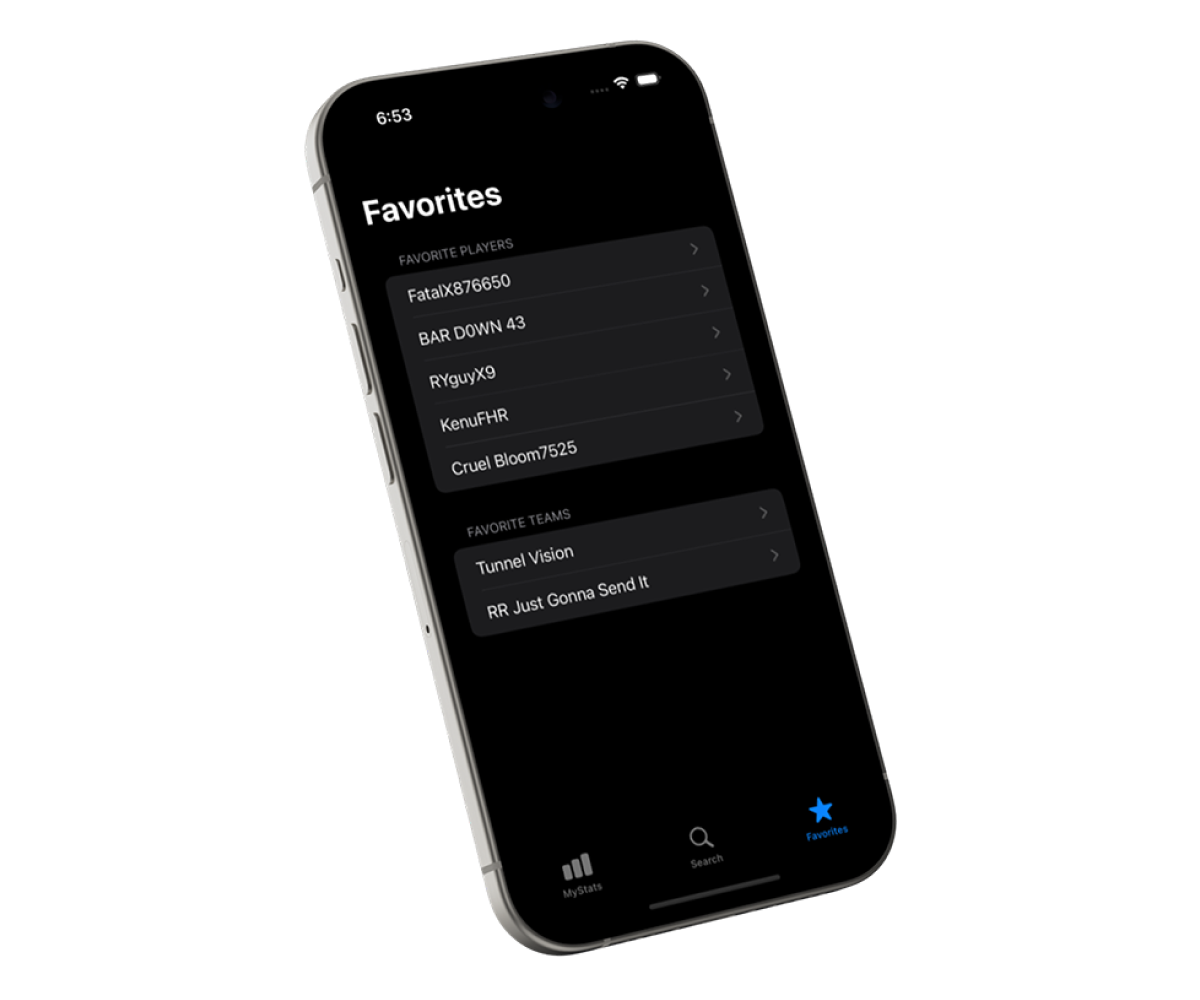 6:53
Favorites
FAVORITE PLAYERS
FatalX876650
BAR D0WN 43
RYguyX9
KenuFHR
Cruel Bloom7525
FAVORITE TEAMS
Tunnel Vision
RR Just Gonna Send It
MyStats
Search
Favorites